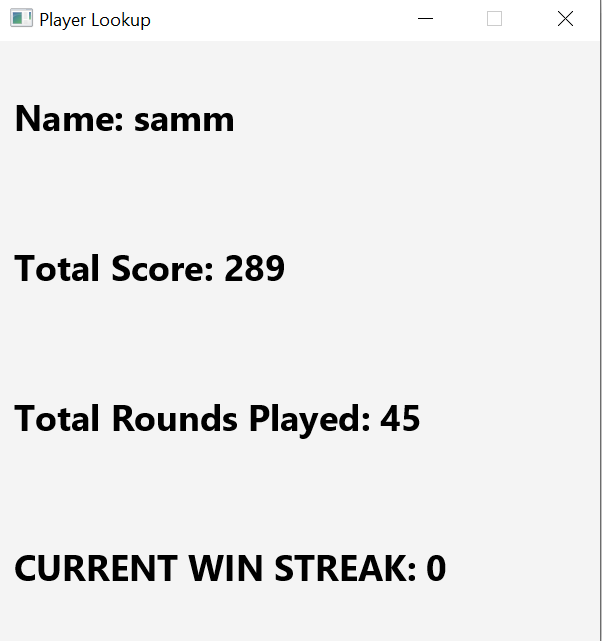 Player Lookup
Name: samm
Total Score: 289
Total Rounds Played: 45
CURRENT WIN STREAK: 0